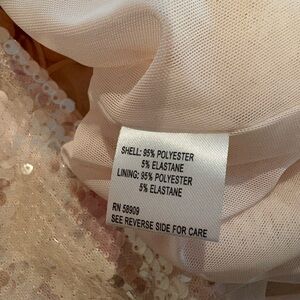 SHELL: 95% POLYESTER
5% ELASTANE
LINING: 95% POLYESTER
5% ELASTANE
RN 58909
SEE REVERSE SIDE FOR CARE